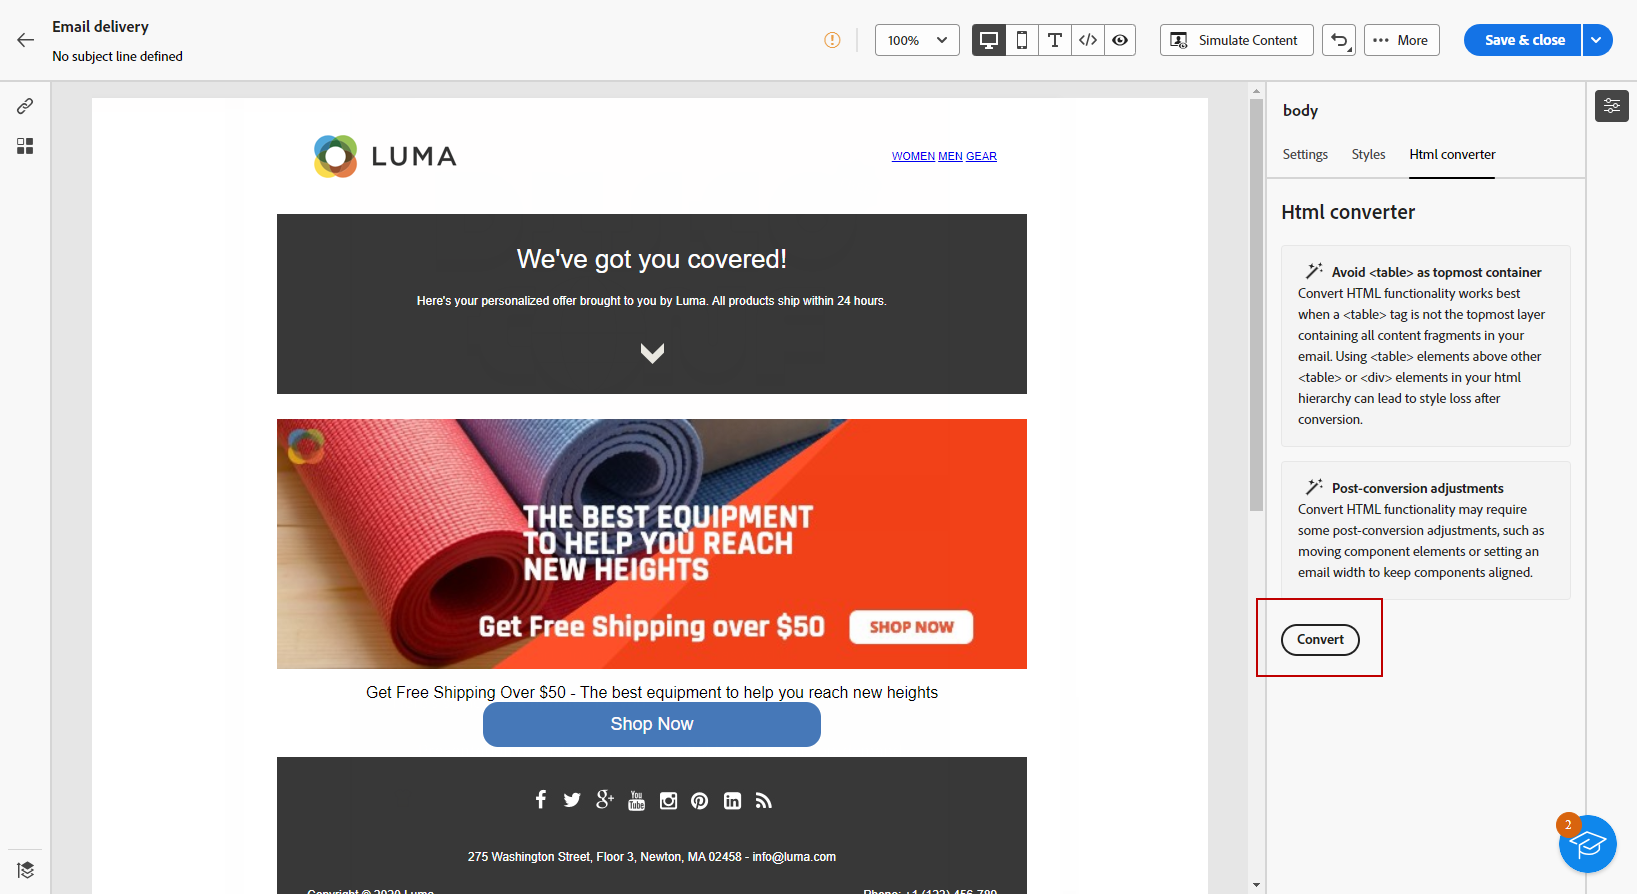 Email delivery
No subject line defined
100%
Simulate Content
More
Save & close
LUMA
WOMEN MEN GEAR
We've got you covered!
Here's your personalized offer brought to you by Luma. All products ship within 24 hours.
THE BEST EQUIPMENT
TO HELP YOU REACH
NEW HEIGHTS
Get Free Shipping over $50
SHOP NOW
Get Free Shipping Over $50 - The best equipment to help you reach new heights
Shop Now
You
Tube
275 Washington Street, Floor 3, Newton, MA 02458 - info@luma.com
Copyright © 2020 Luma
Phone: +1 (123) 456-789
body
Settings
Styles
Html converter
Html converter
Avoid <table> as topmost container
Convert HTML functionality works best
when a <table> tag is not the topmost layer
containing all content fragments in your
email. Using <table> elements above other
<table> or <div> elements in your html
hierarchy can lead to style loss after
conversion.
Post-conversion adjustments
Convert HTML functionality may require
some post-conversion adjustments, such as
moving component elements or setting an
email width to keep components aligned.
Convert
2